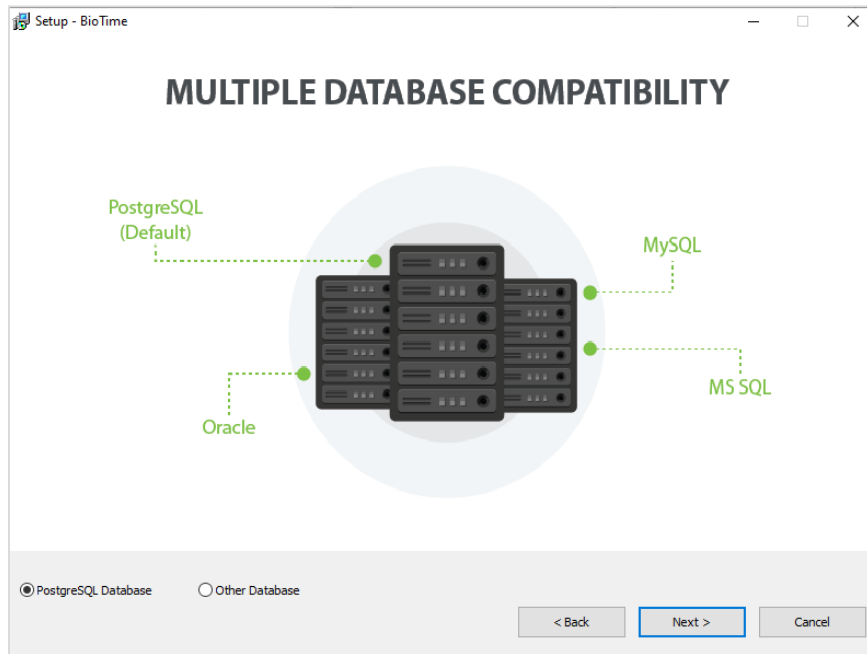 Setup - BioTime
MULTIPLE DATABASE COMPATIBILITY
PostgreSQL
(Default)
MySQL
MS SQL
Oracle
PostgreSQL Database
Other Database
< Back
Next >
Cancel